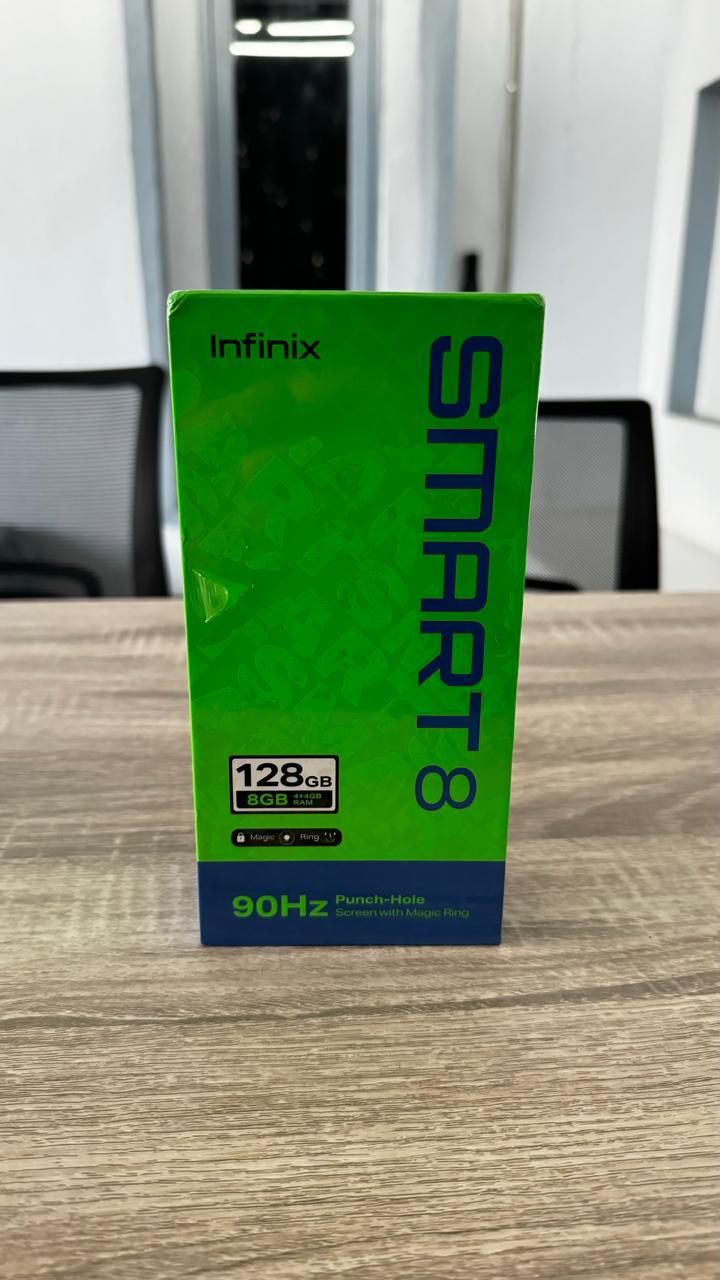 Infinix
SMART 8
128GB
8GB 4+4GB RAM
Magic Ring
90Hz Punch-Hole
Screen with Magic Ring